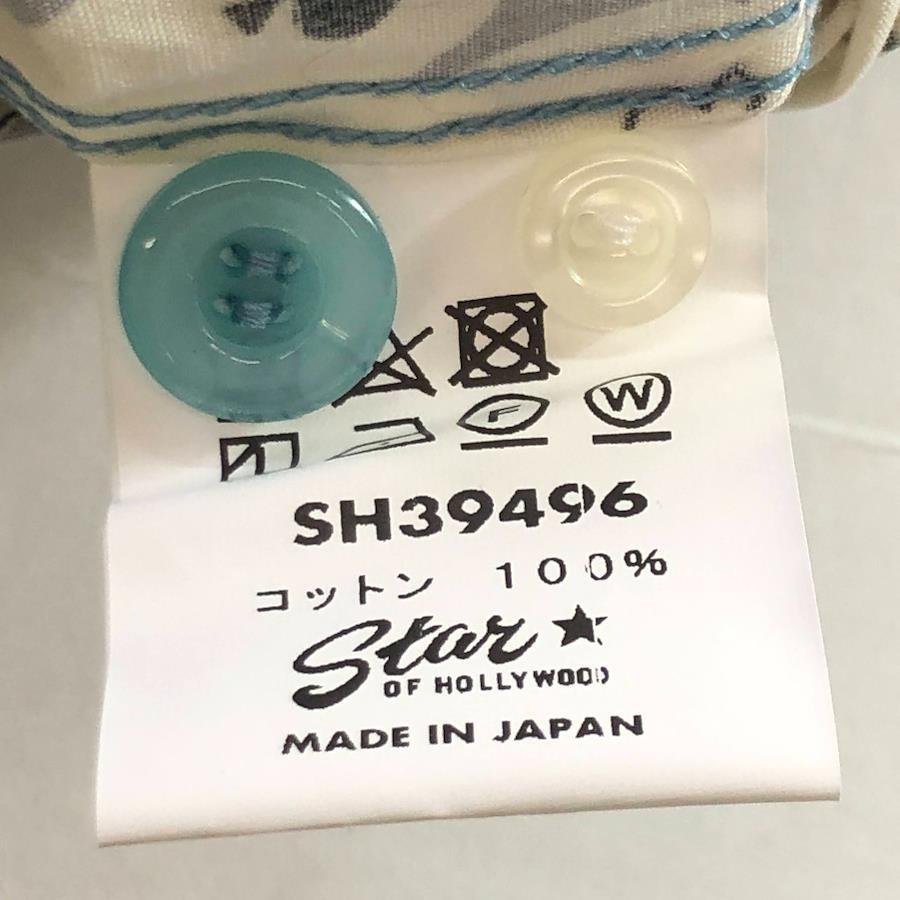 F W
SH39496
コットン 100%
Star
OF HOLLYWOOD
MADE IN JAPAN